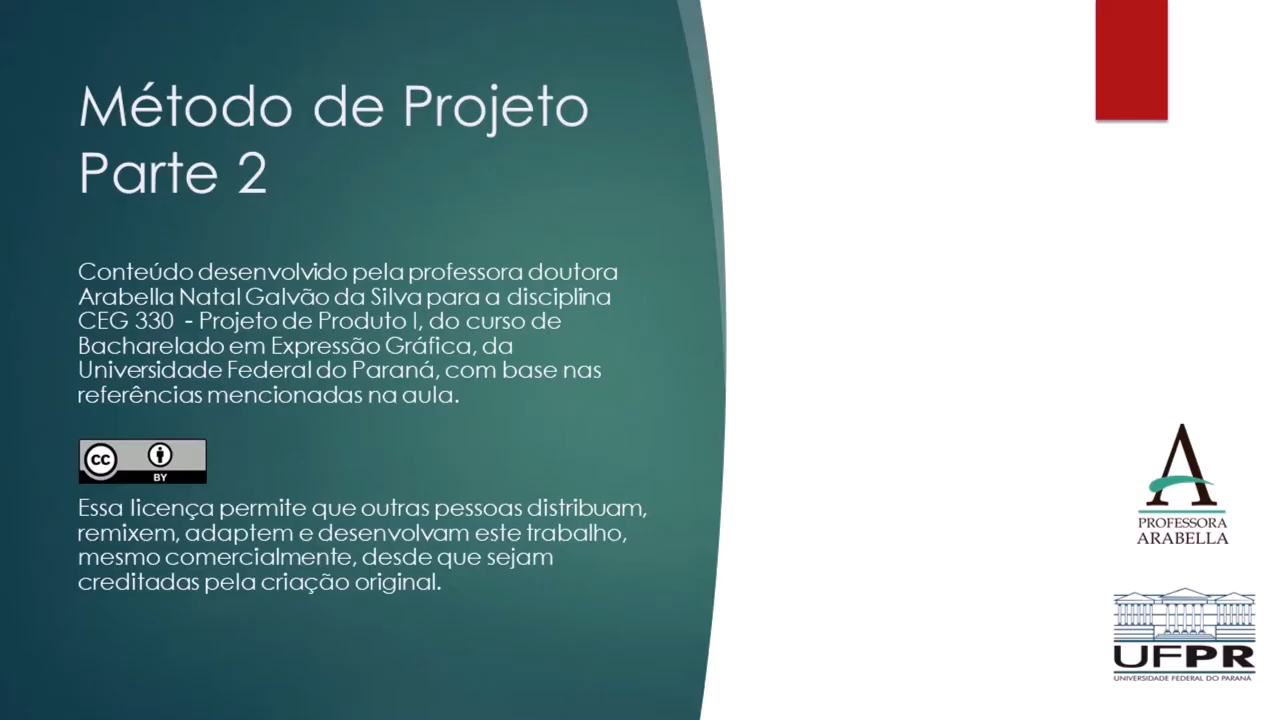 Método de Projeto
Parte 2
Conteúdo desenvolvido pela professora doutora
Arabella Natal Galvão da Silva para a disciplina
CEG 330 - Projeto de Produto I, do curso de
Bacharelado em Expressão Gráfica, da
Universidade Federal do Paraná, com base nas
referências mencionadas na aula.
cc
BY
Essa licença permite que outras pessoas distribuam,
remixem, adaptem e desenvolvam este trabalho,
mesmo comercialmente, desde que sejam
creditadas pela criação original.
A
PROFESSORA
ARABELLA
UFPR
UNIVERSIDADE FEDERAL DO PARANÁ